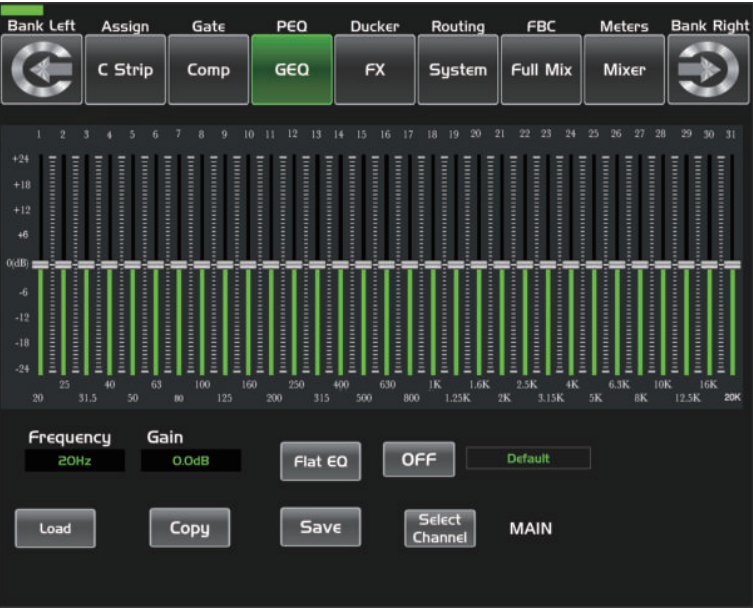 Bank Left Assign Gate PEQ Ducker Routing FBC Meters Bank Right
C Strip Comp GEQ FX System Full Mix Mixer
1 2 3 4 5 6 7 8 9 10 11 12 13 14 15 16 17 18 19 20 21 22 23 24 25 26 27 28 29 30 31
+24
+18
+12
+6
0(dB)
-6
-12
-18
-24
25 40 63 100 160 250 400 630 1K 1.6K 2.5K 4K 6.3K 10K 16K
20 31.5 50 80 125 200 315 500 800 1.25K 2K 3.15K 5K 8K 12.5K 20K
Frequency Gain
20Hz 0.0dB Flat EQ OFF Default
Load Copy Save Select Channel MAIN